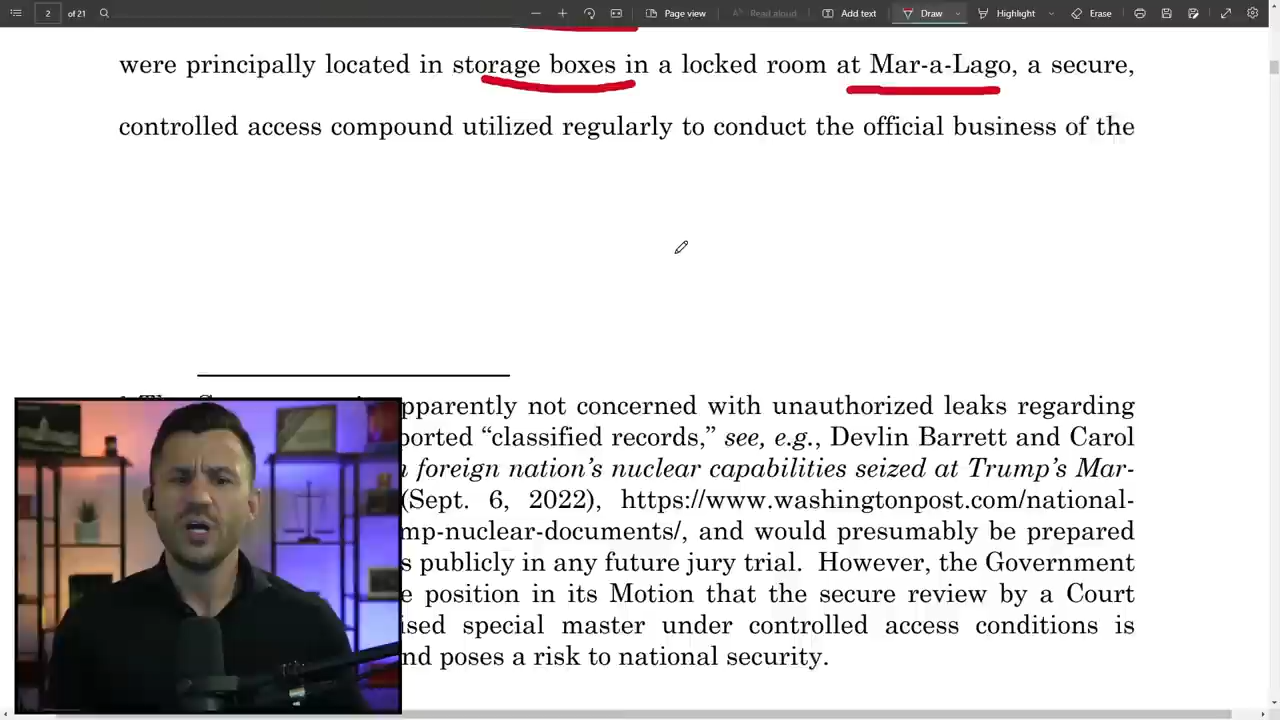 2 of 21 Page view Read aloud Add text Draw Highlight Erase
were principally located in storage boxes in a locked room at Mar-a-Lago, a secure,
controlled access compound utilized regularly to conduct the official business of the
apparently not concerned with unauthorized leaks regarding
ported “classified records,” see, e.g., Devlin Barrett and Carol
foreign nation’s nuclear capabilities seized at Trump’s Mar-
(Sept. 6, 2022), https://www.washingtonpost.com/national-
mp-nuclear-documents/, and would presumably be prepared
s publicly in any future jury trial. However, the Government
e position in its Motion that the secure review by a Court
ised special master under controlled access conditions is
nd poses a risk to national security.